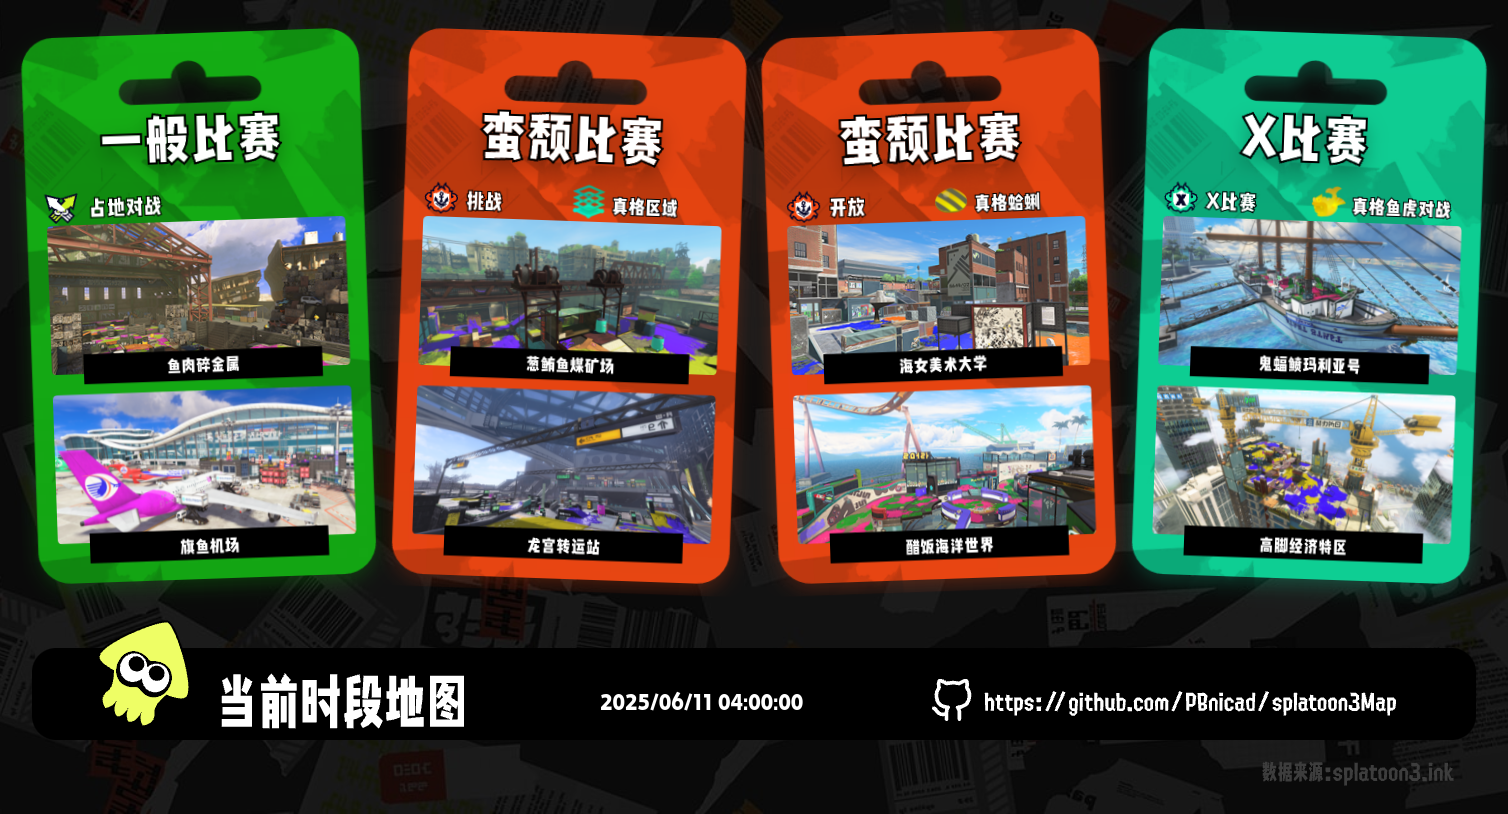 一般比赛
占地对战
鱼肉碎金属
旗鱼机场
蛮颓比赛
挑战
真格区域
葱鲔鱼煤矿场
龙宫转运站
蛮颓比赛
开放
真格蛤蜊
海女美术大学
醋饭海洋世界
X比赛
X比赛
真格鱼虎对战
鬼蝠鲼玛利亚号
高脚经济特区
当前时段地图
2025/06/11 04:00:00
https://github.com/PBnicad/splatoon3Map
数据来源:splatoon3.ink